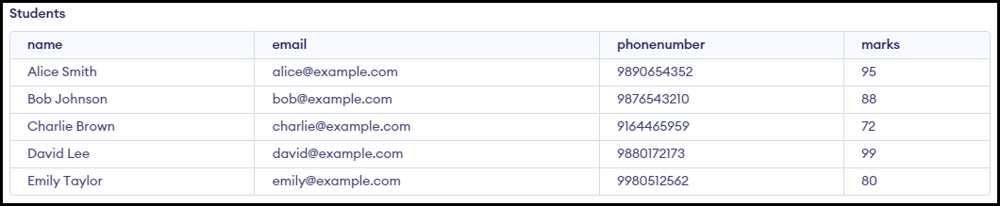 Students
name email phonenumber marks
Alice Smith alice@example.com 9890654352 95
Bob Johnson bob@example.com 9876543210 88
Charlie Brown charlie@example.com 9164465959 72
David Lee david@example.com 9880172173 99
Emily Taylor emily@example.com 9980512562 80